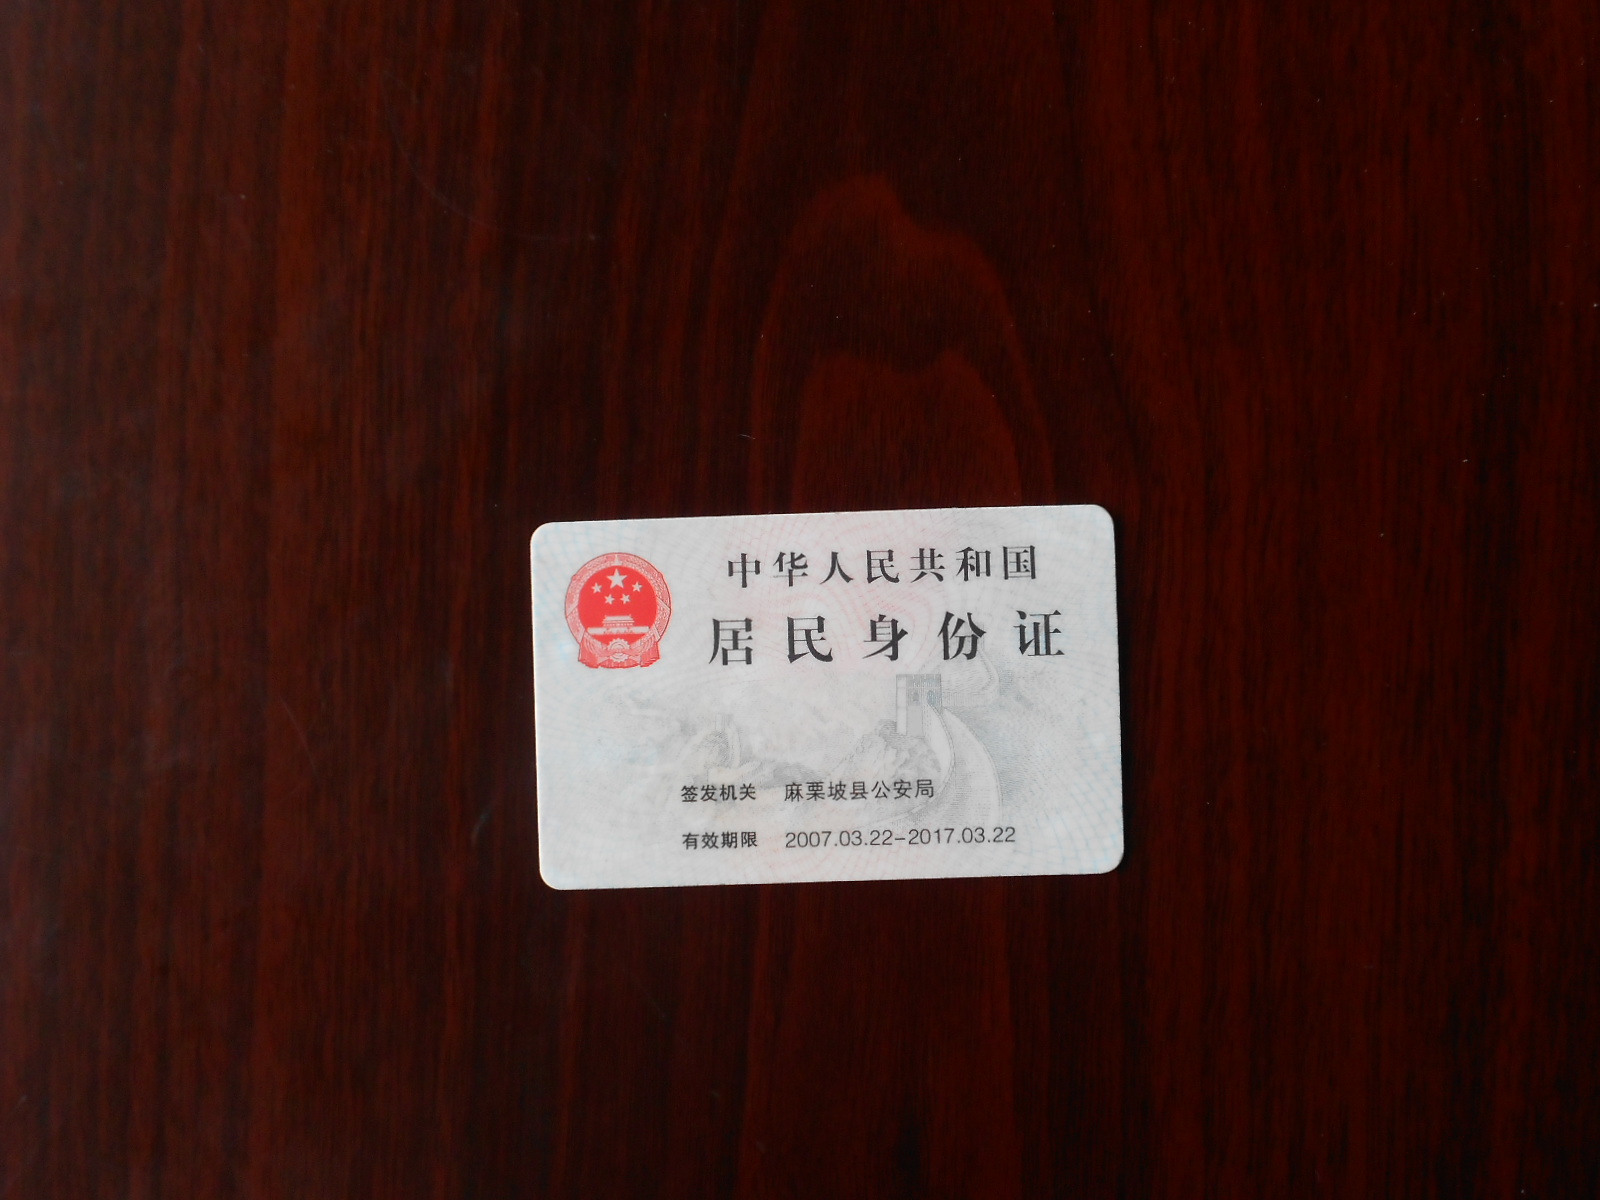 中华人民共和国
居民身份证
签发机关 麻栗坡县公安局
有效期限 2007.03.22-2017.03.22